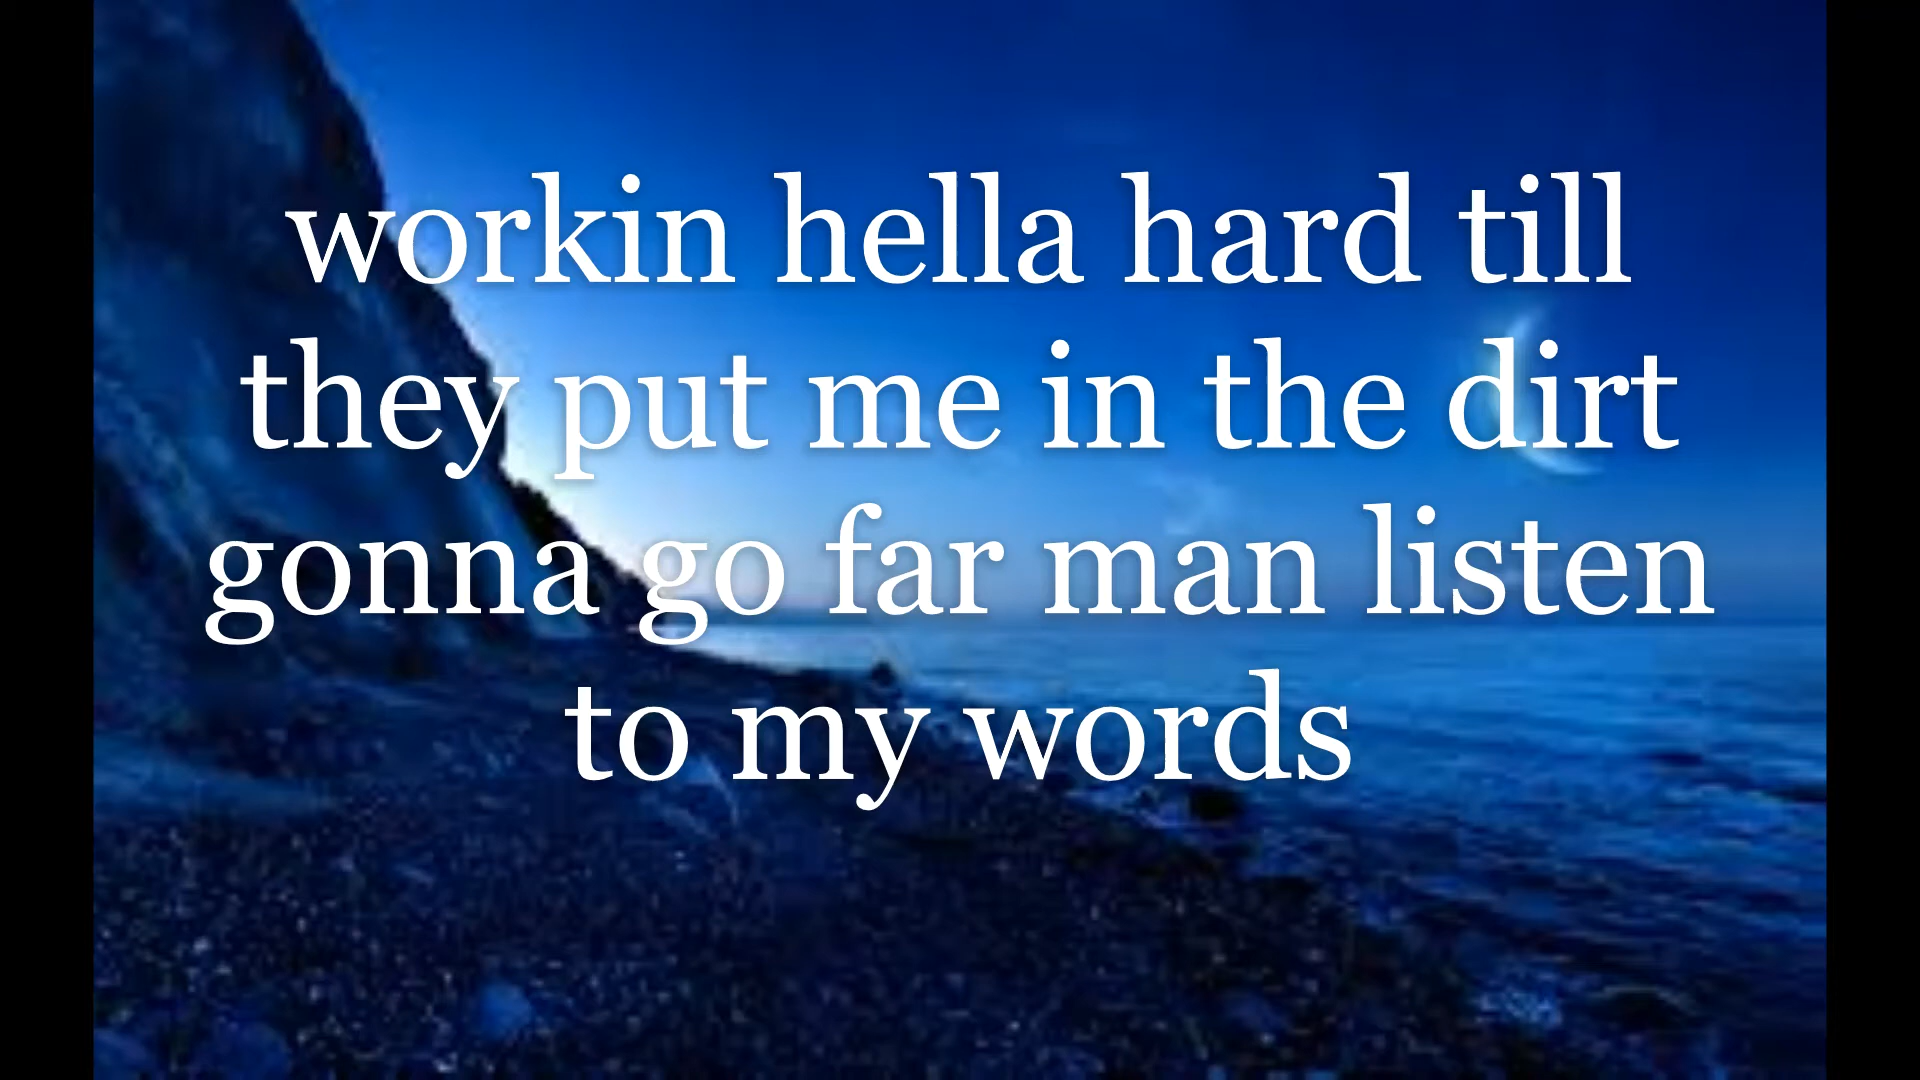 workin hella hard till
they put me in the dirt
gonna go far man listen
to my words